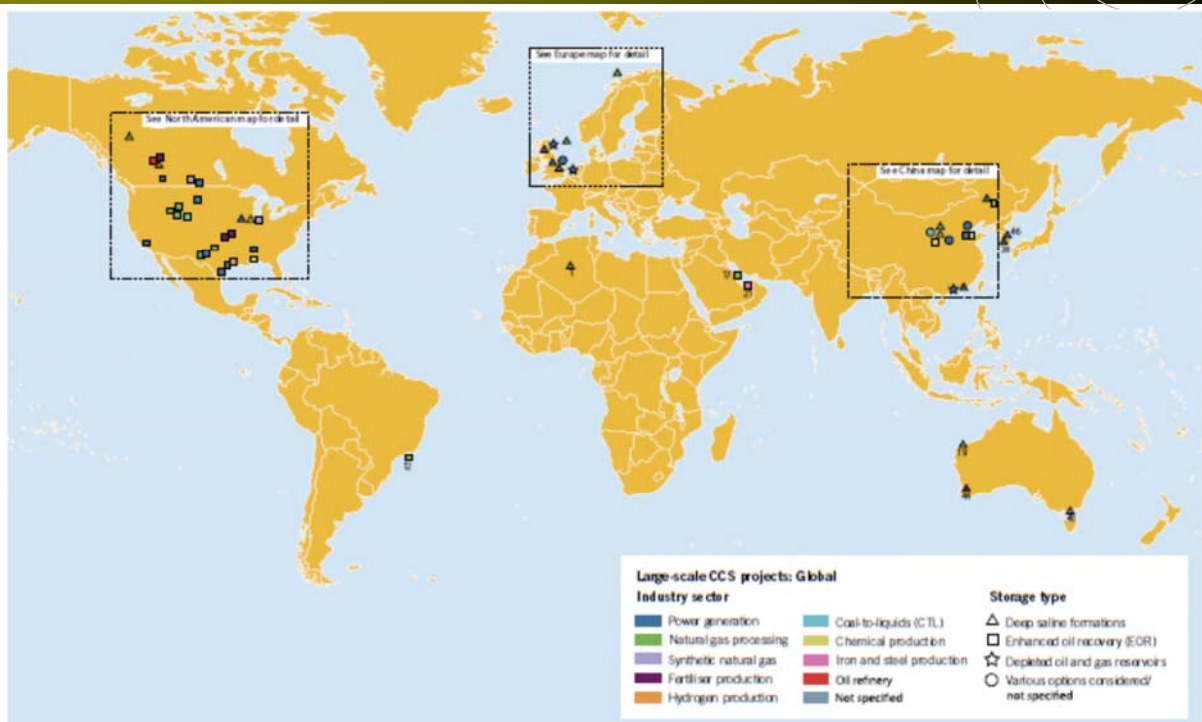 See Europe map for detail
See North American map for detail
See China map for detail
46
1
21
Large-scale CCS projects: Global
Industry sector
Storage type
Power generation
Coal-to-liquids (CTL)
Deep saline formations
Natural gas processing
Chemical production
Enhanced oil recovery (EOR)
Synthetic natural gas
Iron and steel production
Depleted oil and gas reservoirs
Fertiliser production
Oil refinery
Various options considered/
not specified
Hydrogen production
Not specified